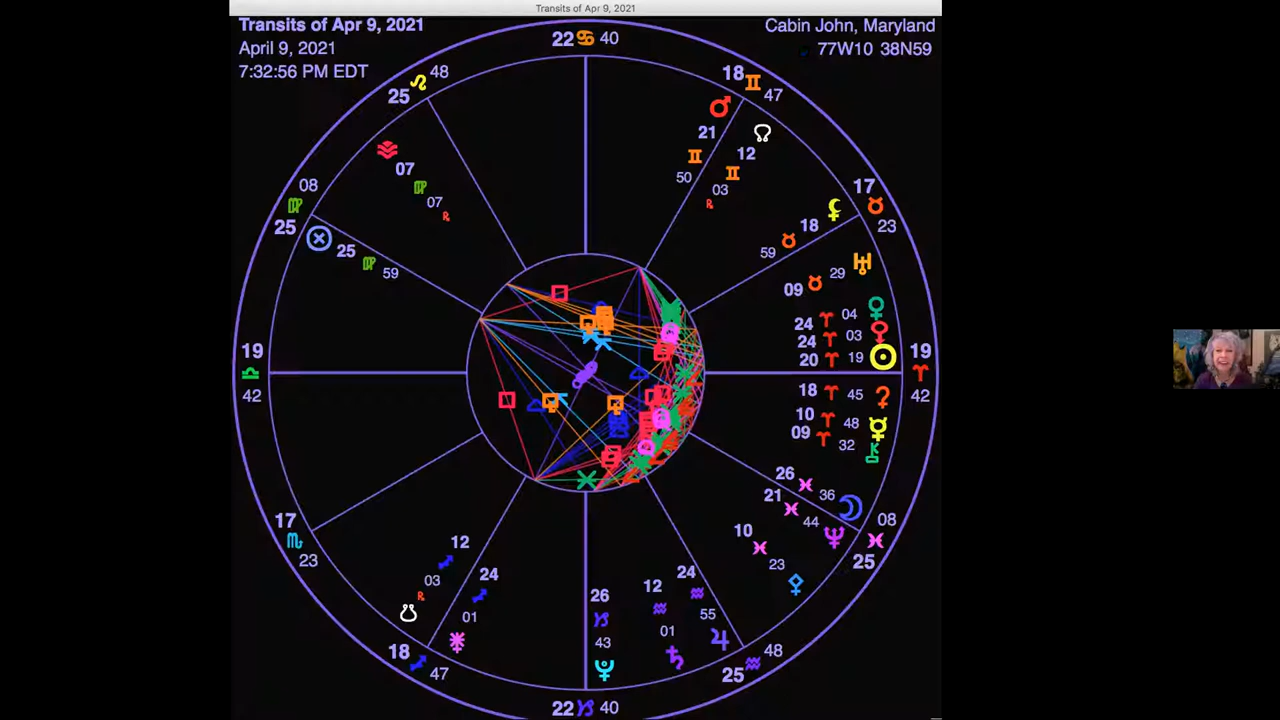 Transits of Apr 9, 2021
Transits of Apr 9, 2021
April 9, 2021
7:32:56 PM EDT
Cabin John, Maryland
77W10 38N59
22 ♋ 40
25 ♌ 48
18 ♊ 47
♂ 21 ♊ 50
☊ 12 ♊ 03 ℞
07 ♍ 07 ℞
08 ♍ 25
25 ♍ 59
17 ♉ 23
⚸ 18 ♉ 59
♅ 09 ♉ 29
♀ 24 ♈ 04
24 ♈ 03
☉ 20 ♈ 19
19 ♎ 42
19 ♈ 42
⚳ 18 ♈ 45
☿ 10 ♈ 48
⚷ 09 ♈ 32
☽ 26 ♓ 36
♆ 21 ♓ 44
08 ♓ 25
⚴ 10 ♓ 23
17 ♏ 23
☋ 12 ♐ 03 ℞
⚵ 24 ♐ 01
26 ♑ 43
♄ 12 ♒ 01
♃ 24 ♒ 55
18 ♐ 47
25 ♒ 48
22 ♑ 40